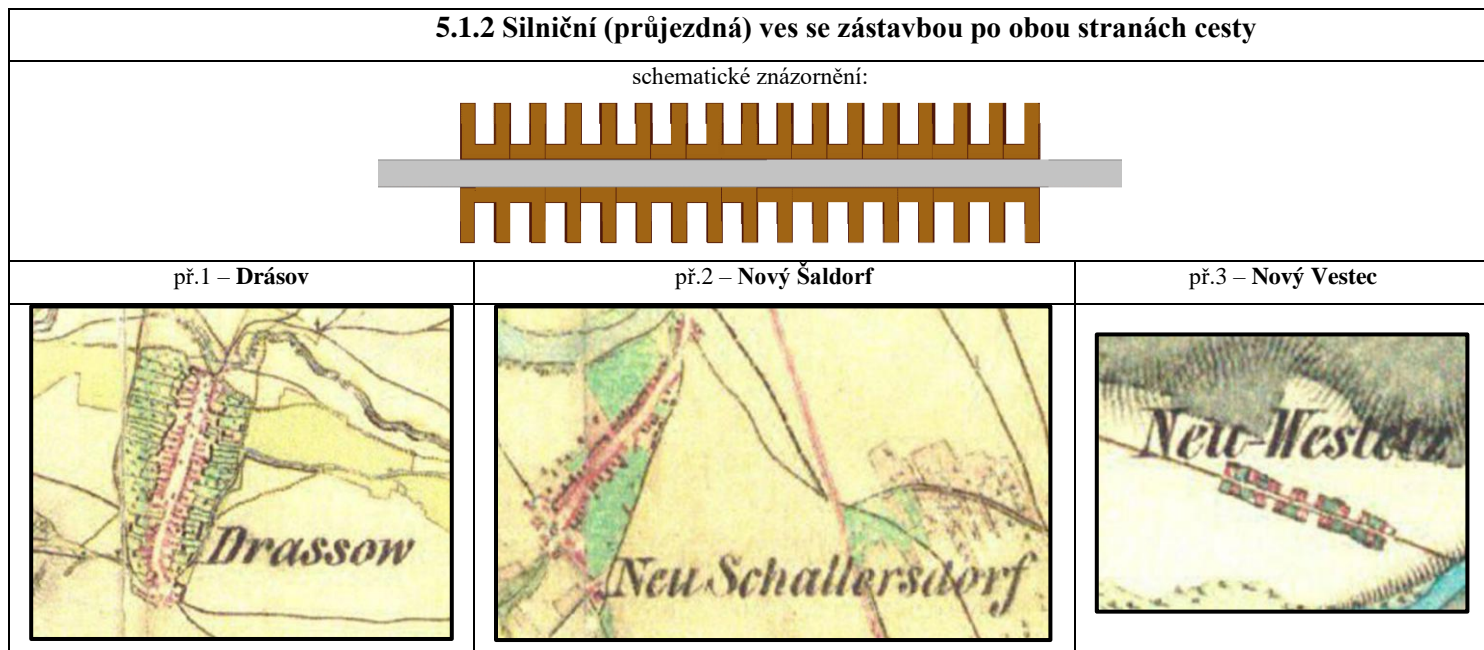 5.1.2 Silniční (průjezdná) ves se zástavbou po obou stranách cesty
schematické znázornění:
př.1 – Drásov
př.2 – Nový Šaldorf
př.3 – Nový Vestec
Drassow
Neu Schallersdorf
Neu-Westetz